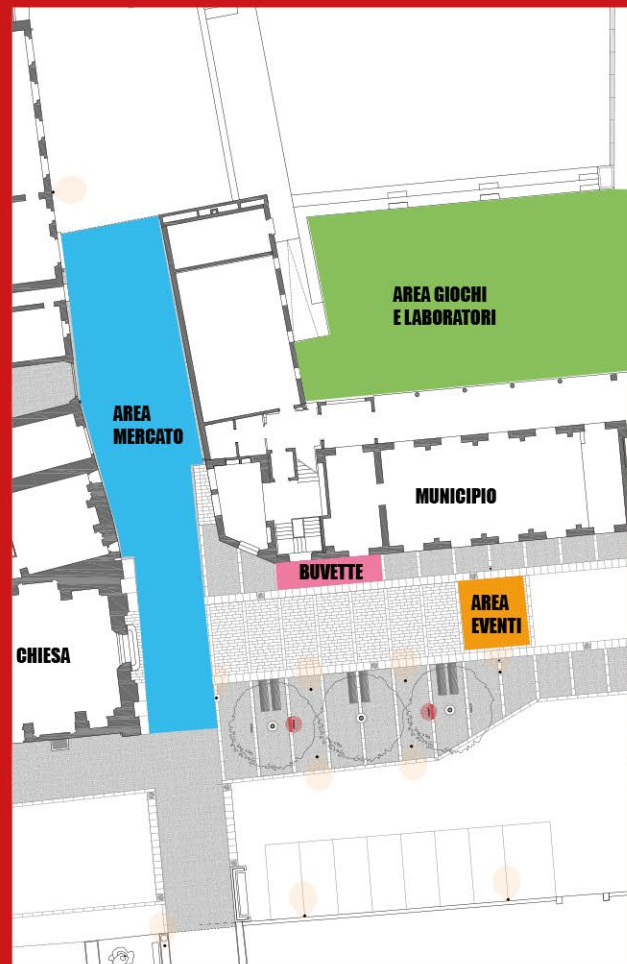 AREA GIOCHI
E LABORATORI
AREA
MERCATO
MUNICIPIO
BUVETTE
AREA
EVENTI
CHIESA